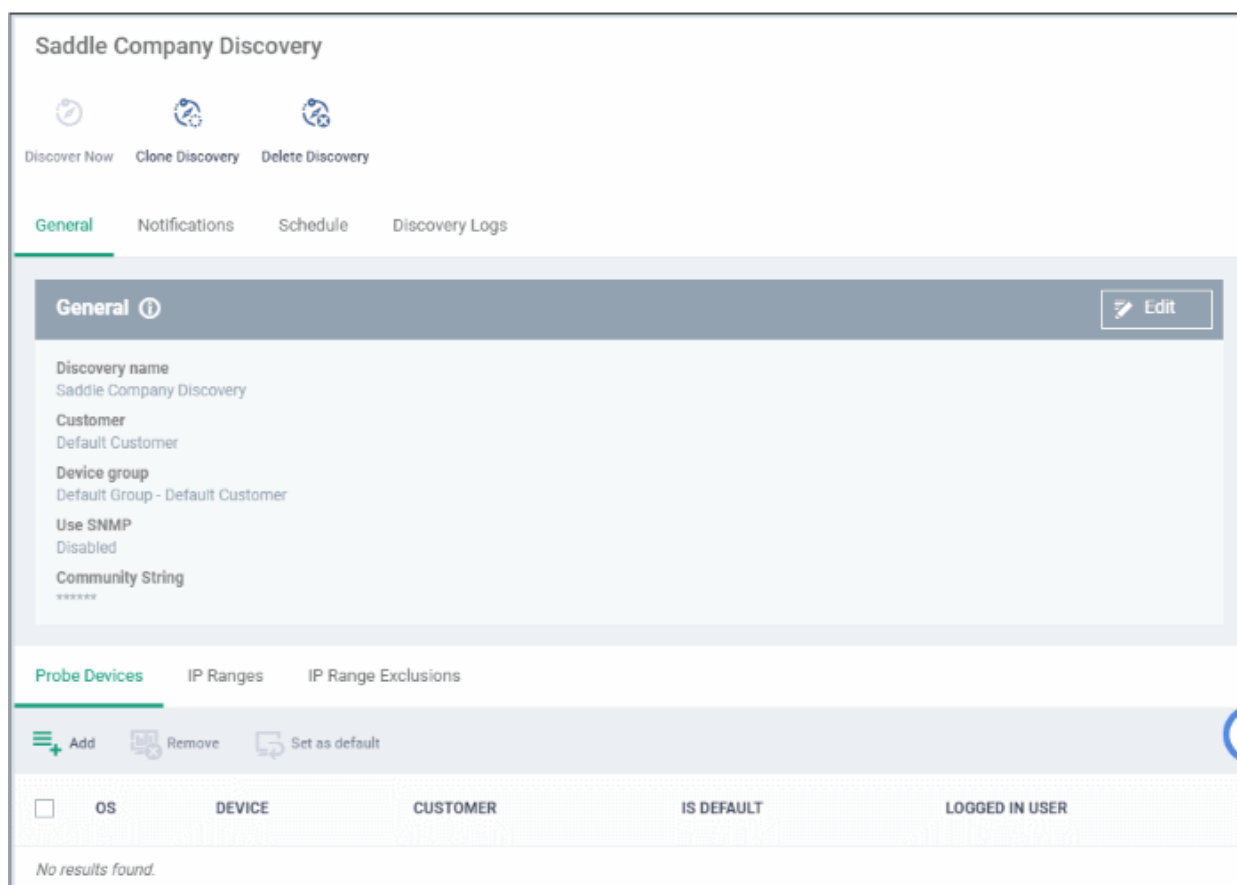 Saddle Company Discovery
Discover Now Clone Discovery Delete Discovery
General Notifications Schedule Discovery Logs
General
Edit
Discovery name
Saddle Company Discovery
Customer
Default Customer
Device group
Default Group - Default Customer
Use SNMP
Disabled
Community String
******
Probe Devices IP Ranges IP Range Exclusions
Add Remove Set as default
OS DEVICE CUSTOMER IS DEFAULT LOGGED IN USER
No results found.